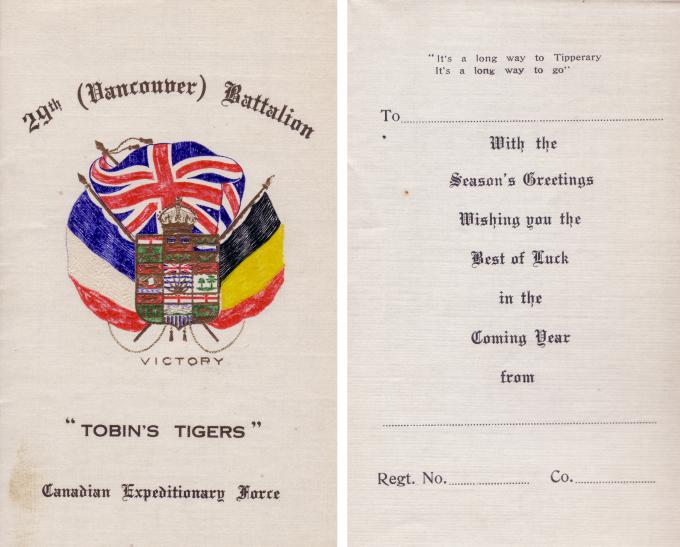 29th (Vancouver) Battalion
VICTORY
"TOBIN'S TIGERS"
Canadian Expeditionary Force
"It's a long way to Tipperary
It's a long way to go"
To
With the
Season's Greetings
Wishing you the
Best of Luck
in the
Coming Year
from
Regt. No. Co.